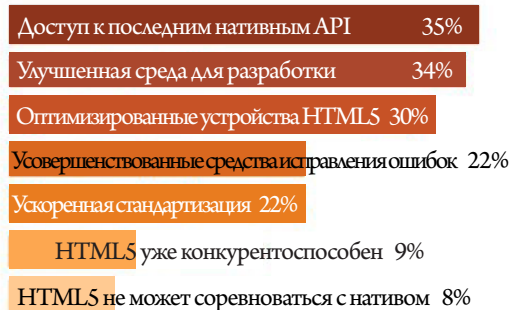 Доступ к последним нативным API 35%
Улучшенная среда для разработки 34%
Оптимизированные устройства HTML5 30%
Усовершенствованные средства исправления ошибок 22%
Ускоренная стандартизация 22%
HTML5 уже конкурентоспособен 9%
HTML5 не может соревноваться с нативом 8%